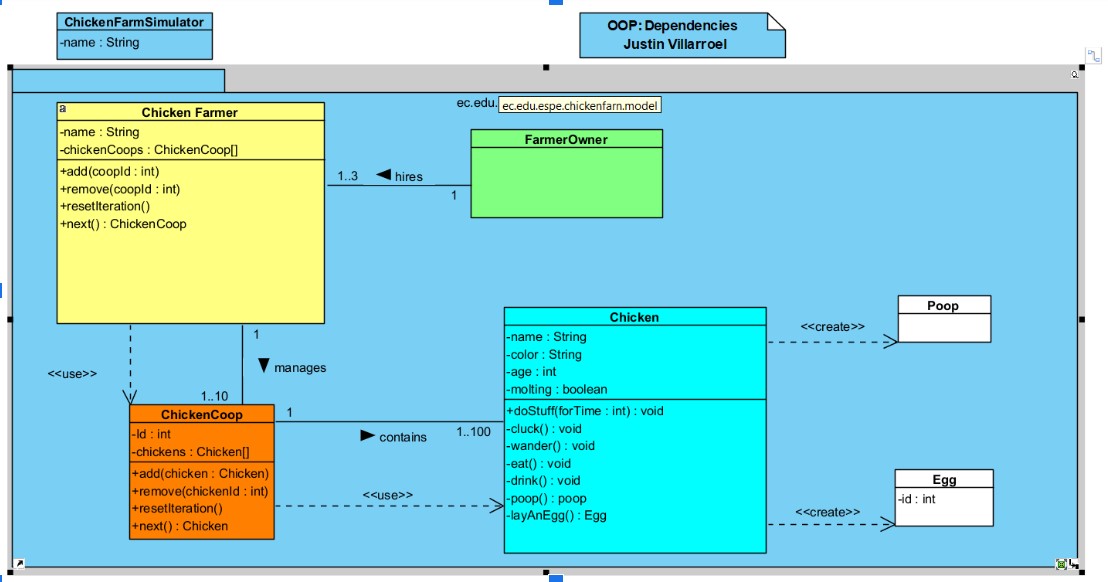 ChickenFarmSimulator
-name : String
OOP: Dependencies
Justin Villarroel
ec.edu.
ec.edu.espe.chickenfarn.model
a
Chicken Farmer
-name : String
-chickenCoops : ChickenCoop[]
+add(coopId : int)
+remove(coopId : int)
+resetIteration()
+next() : ChickenCoop
FarmerOwner
1..3
hires
1
1
manages
<<use>>
1..10
ChickenCoop
-Id : int
-chickens : Chicken[]
+add(chicken : Chicken)
+remove(chickenId : int)
+resetIteration()
+next() : Chicken
1
contains
1..100
<<use>>
Chicken
-name : String
-color : String
-age : int
-molting : boolean
+doStuff(forTime : int) : void
-cluck() : void
-wander() : void
-eat() : void
-drink() : void
-poop() : poop
-layAnEgg() : Egg
<<create>>
Poop
<<create>>
Egg
-id : int